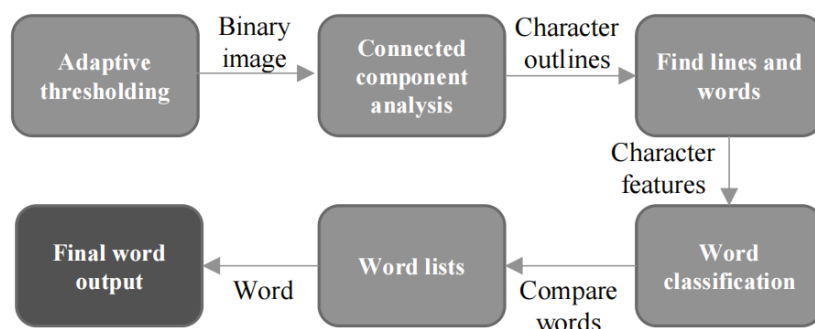 Adaptive
thresholding
Binary
image
Connected
component
analysis
Character
outlines
Find lines and
words
Character
features
Word
classification
Compare
words
Word lists
Word
Final word
output